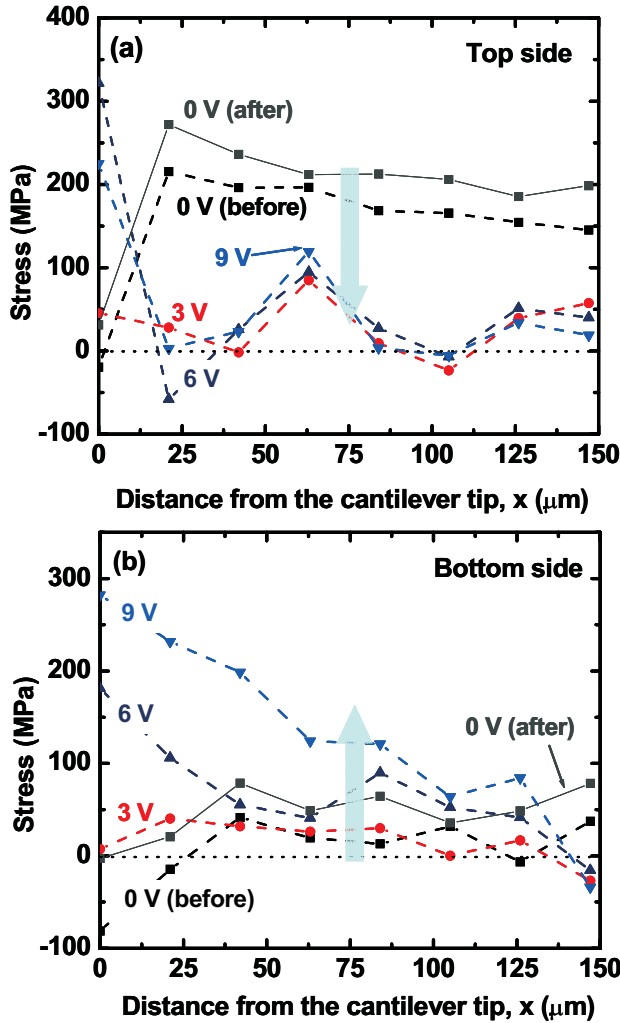 (a)
Top side
400
300
200
100
0
-100
Stress (MPa)
0 V (after)
0 V (before)
9 V
3 V
6 V
0 25 50 75 100 125 150
Distance from the cantilever tip, x (μm)
(b)
Bottom side
300
200
100
0
-100
Stress (MPa)
9 V
6 V
0 V (after)
3 V
0 V (before)
0 25 50 75 100 125 150
Distance from the cantilever tip, x (μm)